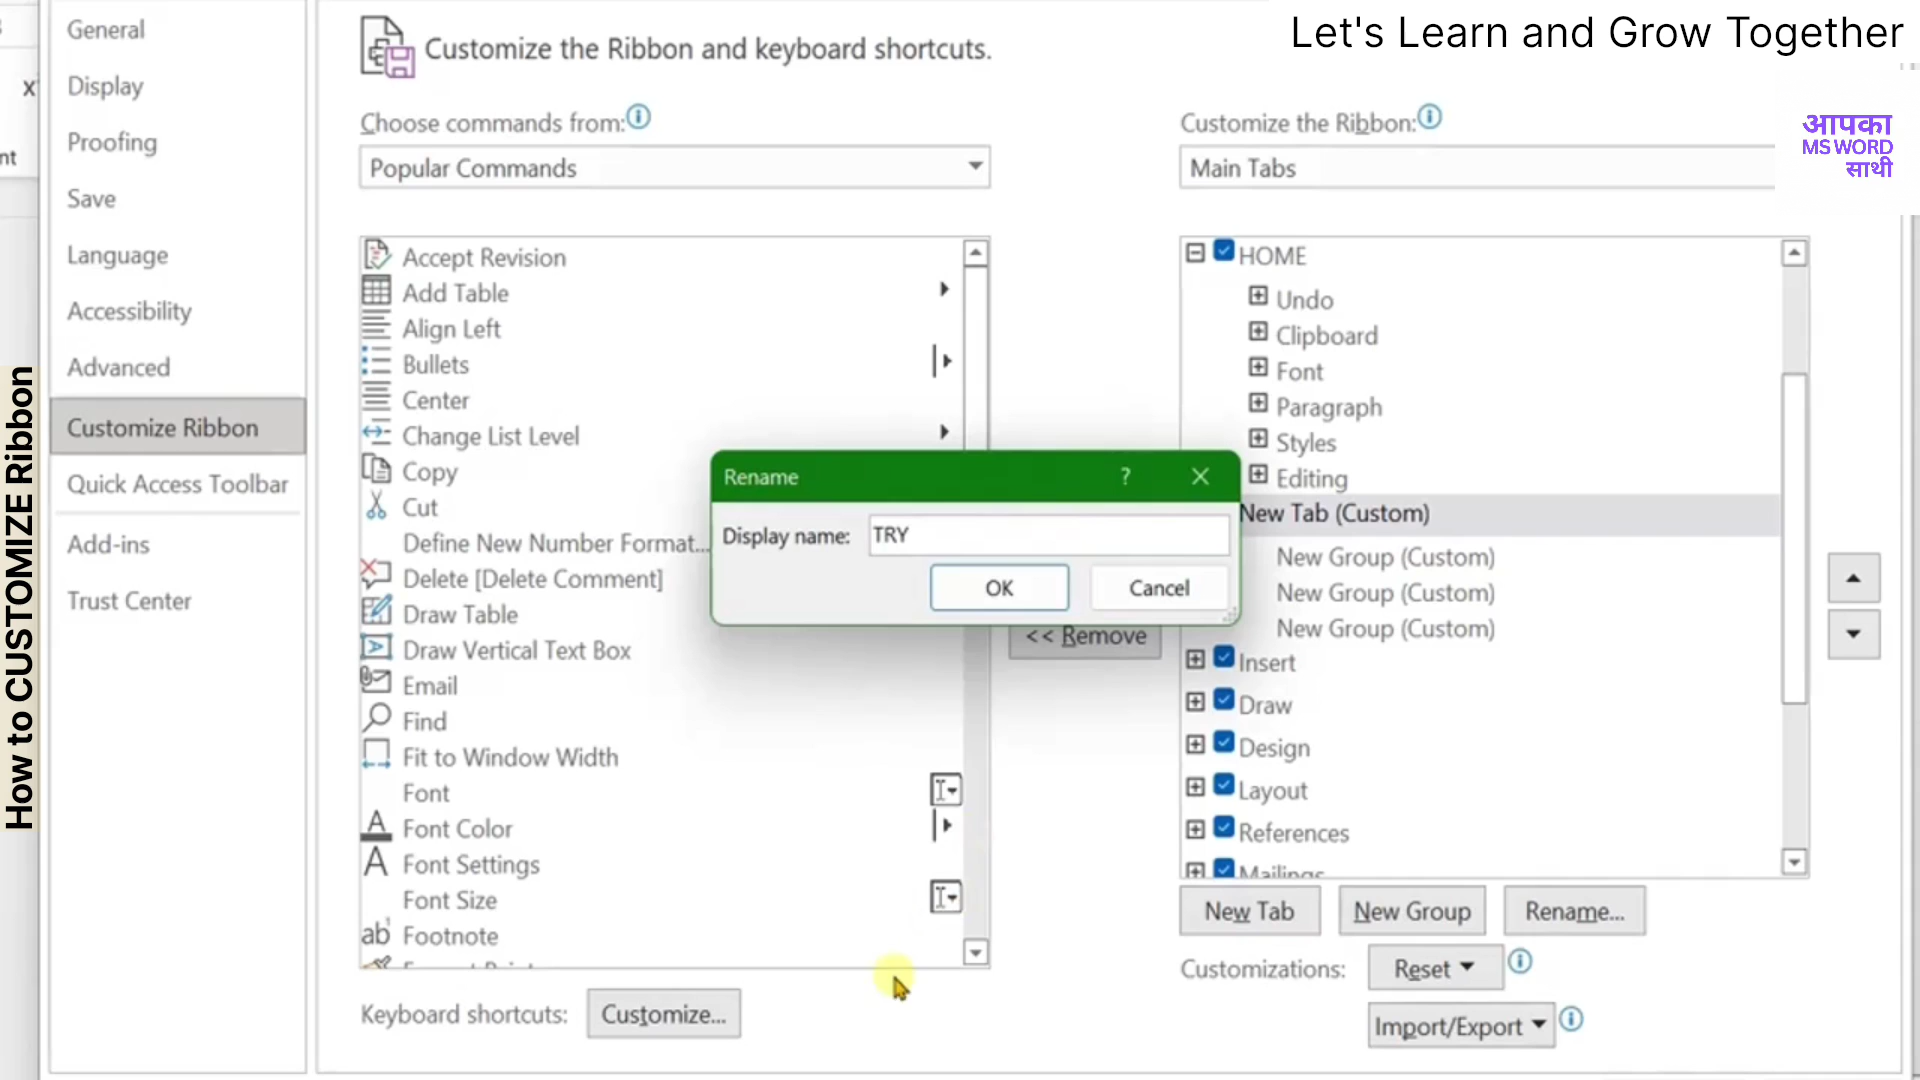 Let's Learn and Grow Together
आपका
MS WORD
साथी
How to CUSTOMIZE Ribbon
nt
General
Display
Proofing
Save
Language
Accessibility
Advanced
Customize Ribbon
Quick Access Toolbar
Add-ins
Trust Center
Customize the Ribbon and keyboard shortcuts.
Choose commands from:
Popular Commands
Accept Revision
Add Table
Align Left
Bullets
Center
Change List Level
Copy
Cut
Define New Number Format...
Delete [Delete Comment]
Draw Table
Draw Vertical Text Box
Email
Find
Fit to Window Width
Font
Font Color
Font Settings
Font Size
Footnote
Keyboard shortcuts: Customize...
Rename ?
Display name: TRY
OK Cancel
<< Remove
Customize the Ribbon:
Main Tabs
HOME
Undo
Clipboard
Font
Paragraph
Styles
Editing
New Tab (Custom)
New Group (Custom)
New Group (Custom)
New Group (Custom)
Insert
Draw
Design
Layout
References
Mailings
New Tab New Group Rename...
Customizations: Reset
Import/Export